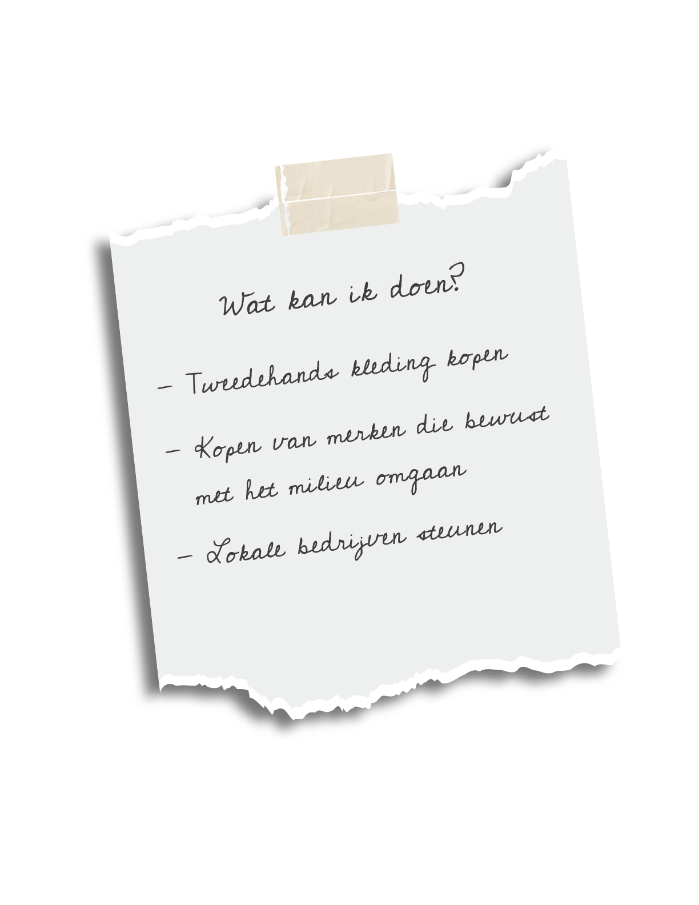 Wat kan ik doen?
- Tweedehands kleding kopen
- Kopen van merken die bewust
met het milieu omgaan
- Lokale bedrijven steunen